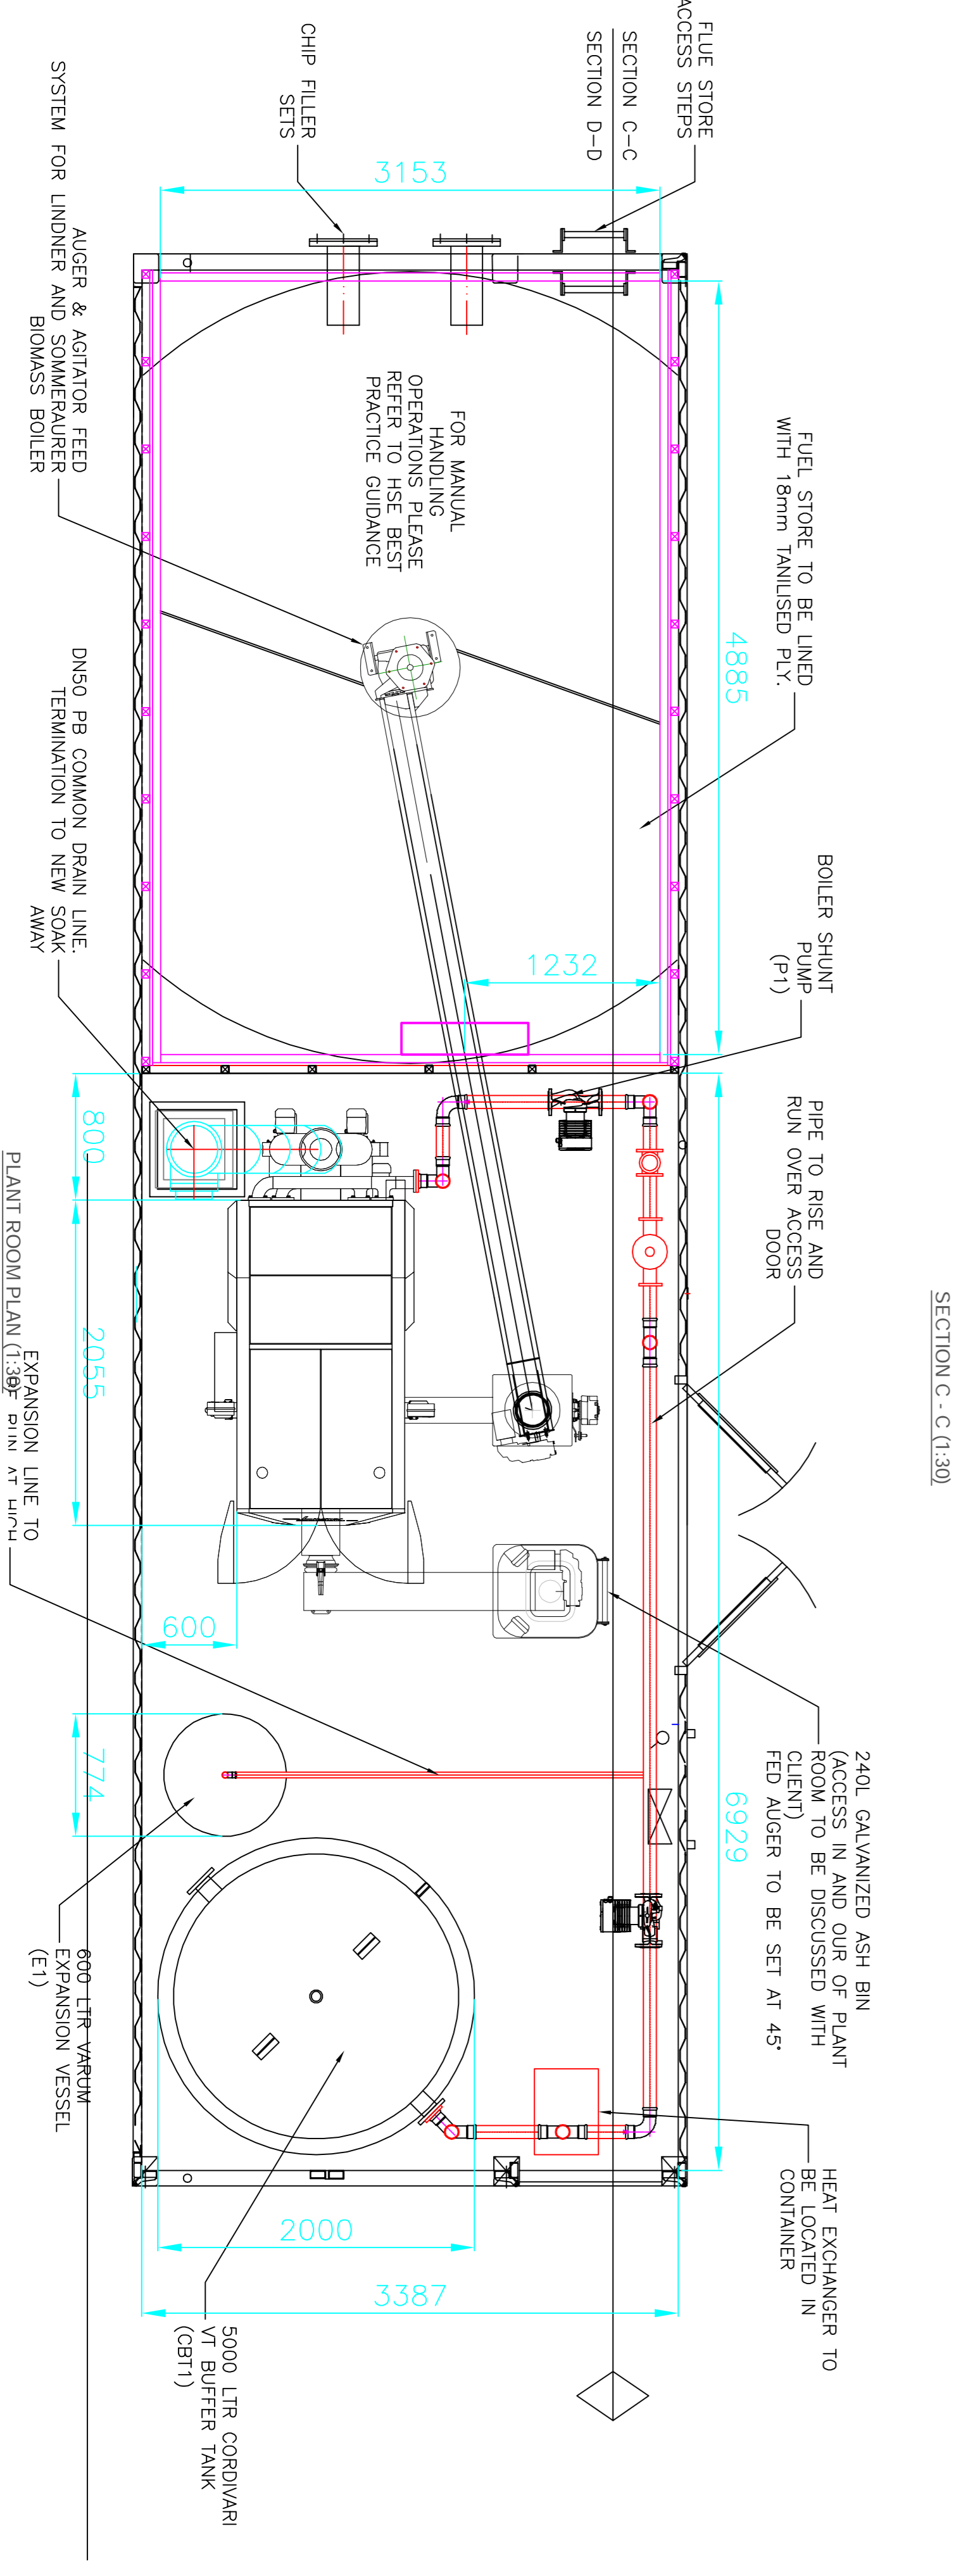 FLUE STORE
ACCESS STEPS
SECTION C-C
SECTION D-D
CHIP FILLER
SETS
AUGER & AGITATOR FEED
SYSTEM FOR LINDNER AND SOMMERAURER
BIOMASS BOILER
3153
FOR MANUAL
HANDLING
OPERATIONS PLEASE
REFER TO HSE BEST
PRACTICE GUIDANCE
FUEL STORE TO BE LINED
WITH 18mm TANILISED PLY.
4885
DN50 PB COMMON DRAIN LINE.
TERMINATION TO NEW SOAK
AWAY
1232
BOILER SHUNT
PUMP
(P1)
PIPE TO RISE AND
RUN OVER ACCESS
DOOR
SECTION C - C (1:30)
800
2055
PLANT ROOM PLAN (1:30)
EXPANSION LINE TO
RUN AT HIGH
600
774
6929
240L GALVANIZED ASH BIN
(ACCESS IN AND OUR OF PLANT
ROOM TO BE DISCUSSED WITH
CLIENT)
FED AUGER TO BE SET AT 45°
600 LTR VARUM
EXPANSION VESSEL
(E1)
HEAT EXCHANGER TO
BE LOCATED IN
CONTAINER
2000
3387
5000 LTR CORDIVARI
VT BUFFER TANK
(CBT1)